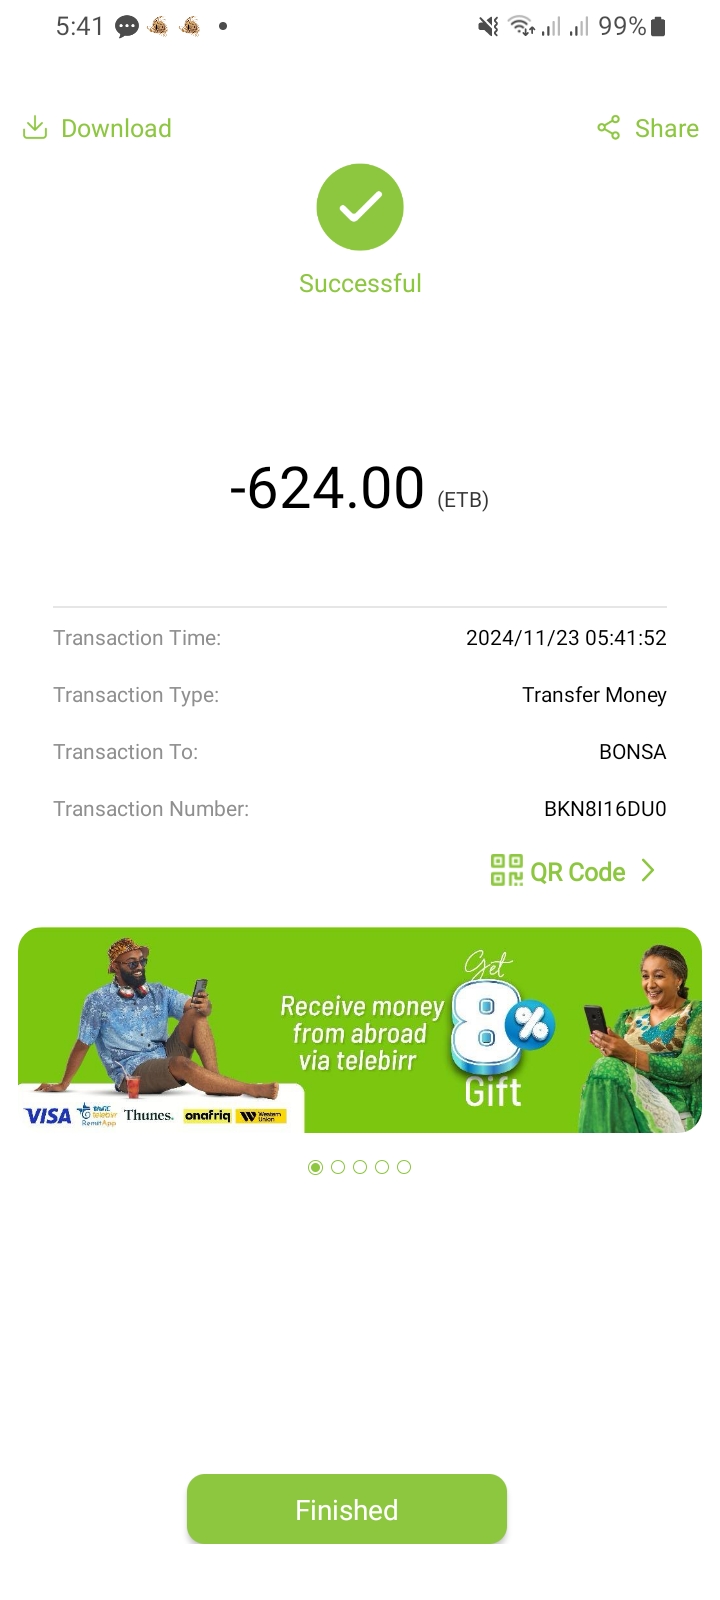 5:41 99%
Download Share
Successful
-624.00 (ETB)
Transaction Time: 2024/11/23 05:41:52
Transaction Type: Transfer Money
Transaction To: BONSA
Transaction Number: BKN8I16DU0
QR Code
Get
Receive money
from abroad
via telebirr
8%
Gift
VISA telebirr RemitApp Thunes. onafriq Western Union
Finished